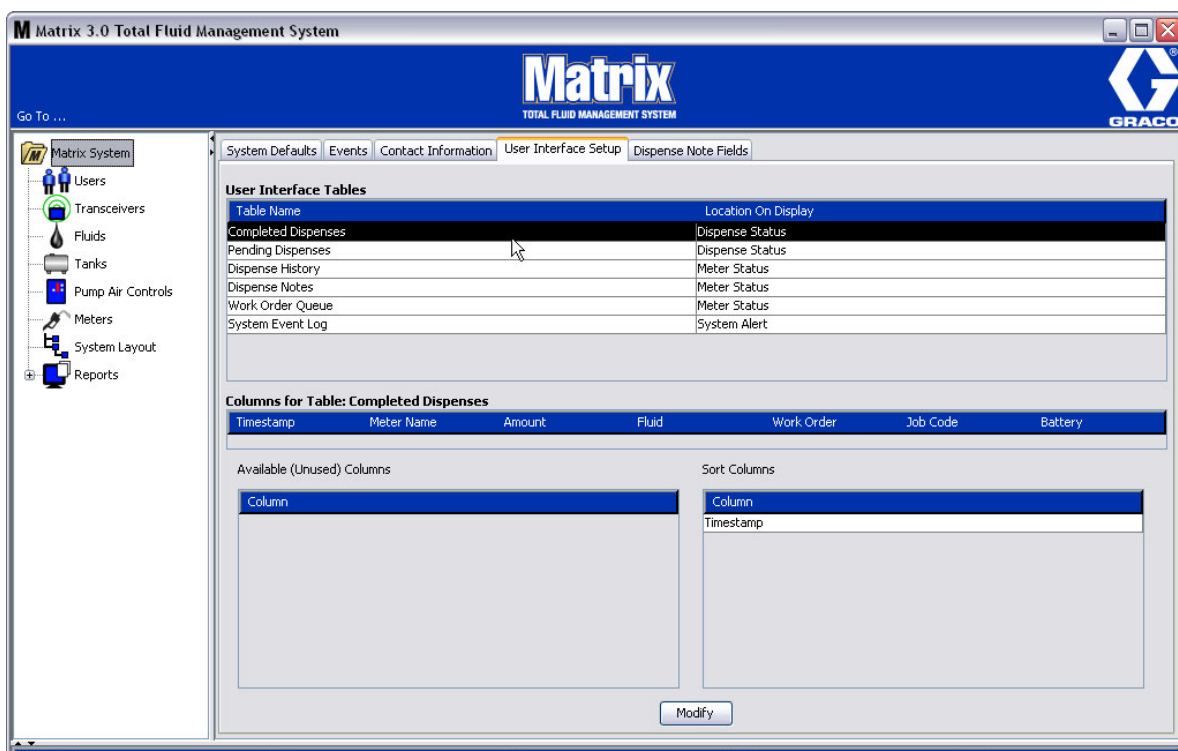 Matrix 3.0 Total Fluid Management System
Matrix
TOTAL FLUID MANAGEMENT SYSTEM
GRACO
®
Go To ...
Matrix System
Users
Transceivers
Fluids
Tanks
Pump Air Controls
Meters
System Layout
Reports
System Defaults Events Contact Information User Interface Setup Dispense Note Fields
User Interface Tables
Table Name Location On Display
Completed Dispenses Dispense Status
Pending Dispenses Dispense Status
Dispense History Meter Status
Dispense Notes Meter Status
Work Order Queue Meter Status
System Event Log System Alert
Columns for Table: Completed Dispenses
Timestamp Meter Name Amount Fluid Work Order Job Code Battery
Available (Unused) Columns Sort Columns
Column Column
Timestamp
Modify